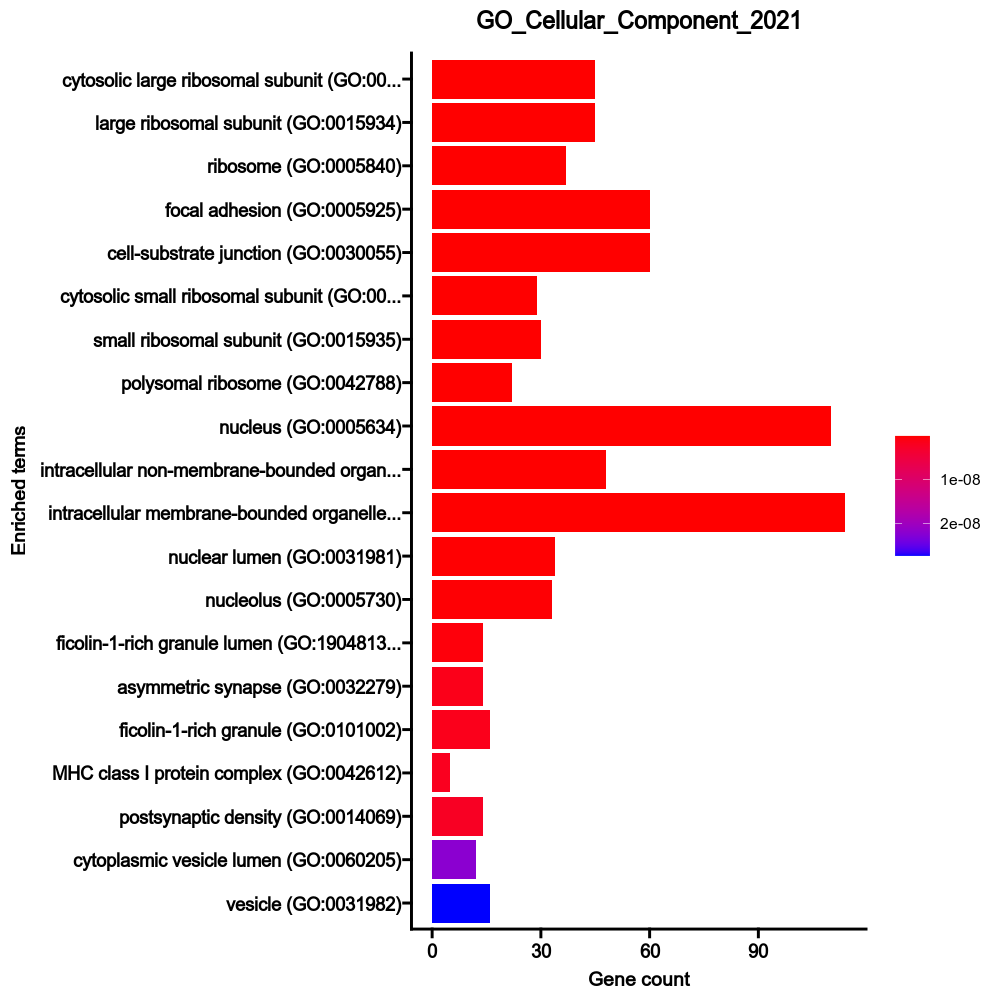 GO_Cellular_Component_2021
cytosolic large ribosomal subunit (GO:00...
large ribosomal subunit (GO:0015934)
ribosome (GO:0005840)
focal adhesion (GO:0005925)
cell-substrate junction (GO:0030055)
cytosolic small ribosomal subunit (GO:00...
small ribosomal subunit (GO:0015935)
polysomal ribosome (GO:0042788)
nucleus (GO:0005634)
intracellular non-membrane-bounded organ...
intracellular membrane-bounded organelle...
nuclear lumen (GO:0031981)
nucleolus (GO:0005730)
ficolin-1-rich granule lumen (GO:1904813...
asymmetric synapse (GO:0032279)
ficolin-1-rich granule (GO:0101002)
MHC class I protein complex (GO:0042612)
postsynaptic density (GO:0014069)
cytoplasmic vesicle lumen (GO:0060205)
vesicle (GO:0031982)
Enriched terms
0 30 60 90
Gene count
1e-08
2e-08